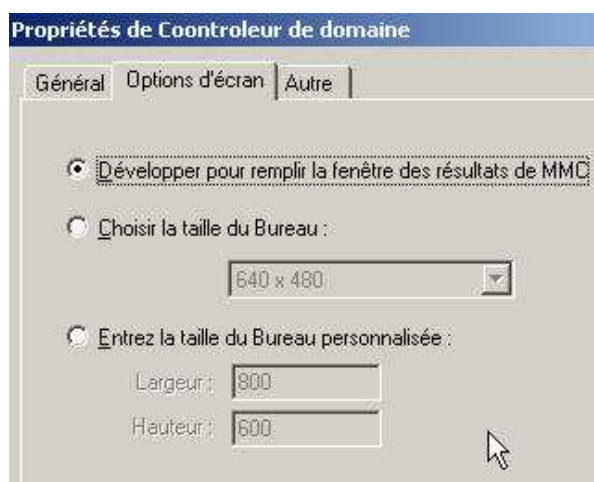 Propriétés de Coontroleur de domaine
Général Options d'écran Autre
Développer pour remplir la fenêtre des résultats de MMC
Choisir la taille du Bureau :
640 x 480
Entrez la taille du Bureau personnalisée :
Largeur : 800
Hauteur : 600